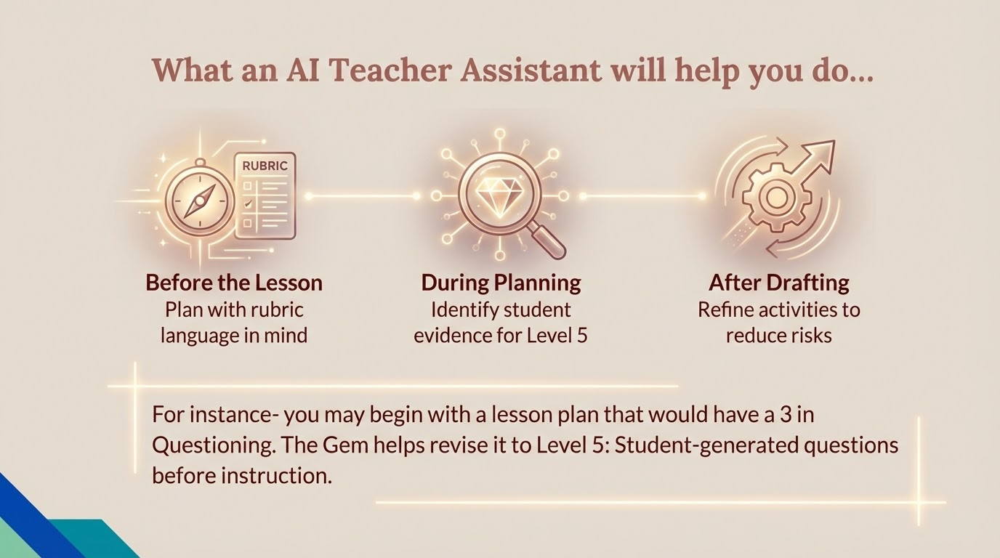 What an AI Teacher Assistant will help you do...
RUBRIC
Before the Lesson
Plan with rubric
language in mind
During Planning
Identify student
evidence for Level 5
After Drafting
Refine activities to
reduce risks
For instance- you may begin with a lesson plan that would have a 3 in
Questioning. The Gem helps revise it to Level 5: Student-generated questions
before instruction.